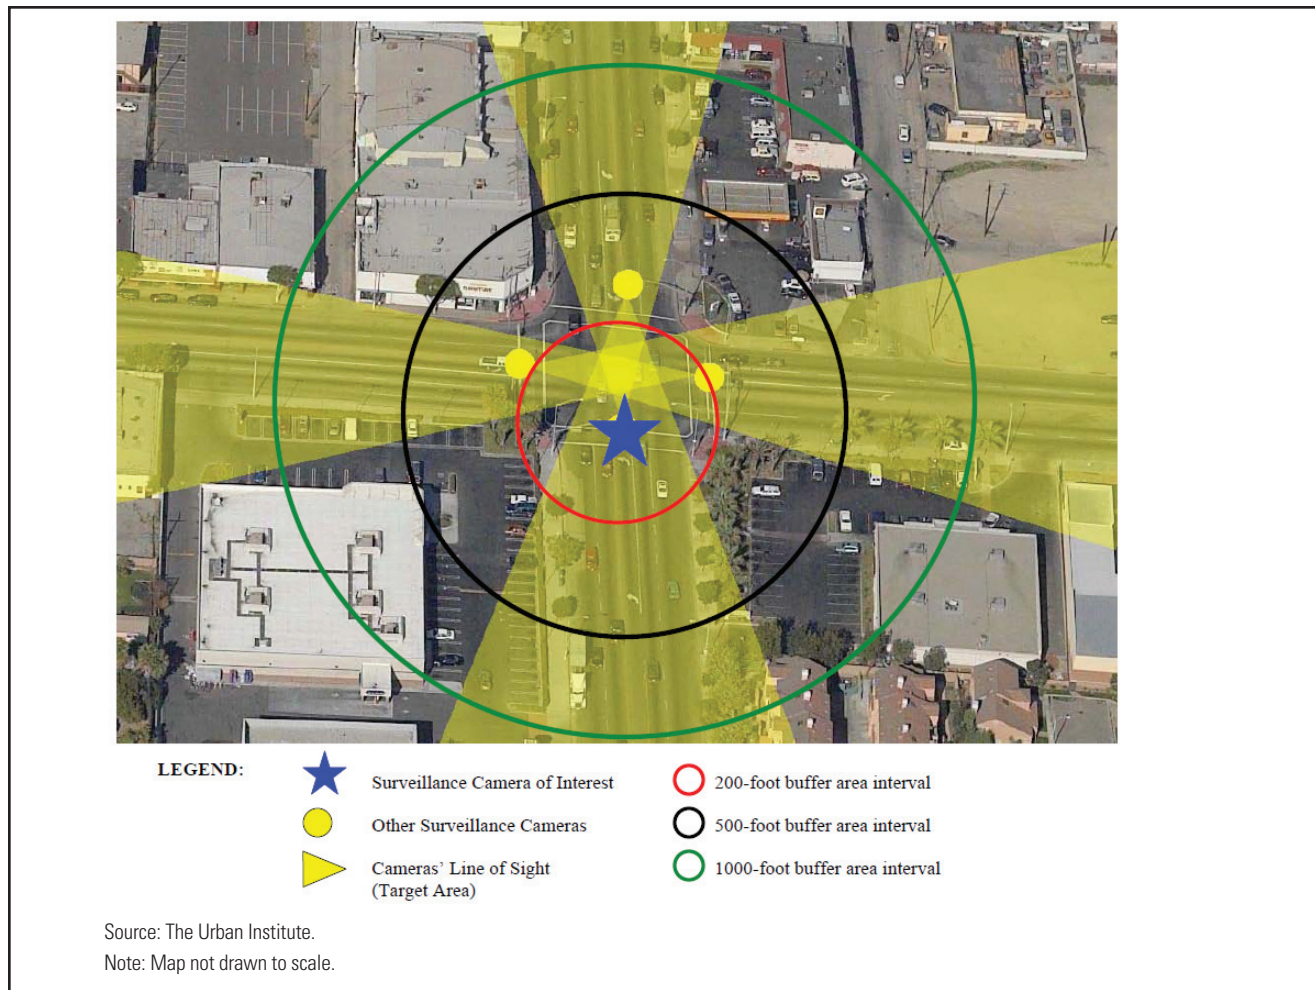 LEGEND:
Surveillance Camera of Interest
Other Surveillance Cameras
Cameras' Line of Sight
(Target Area)
200-foot buffer area interval
500-foot buffer area interval
1000-foot buffer area interval
Source: The Urban Institute.
Note: Map not drawn to scale.